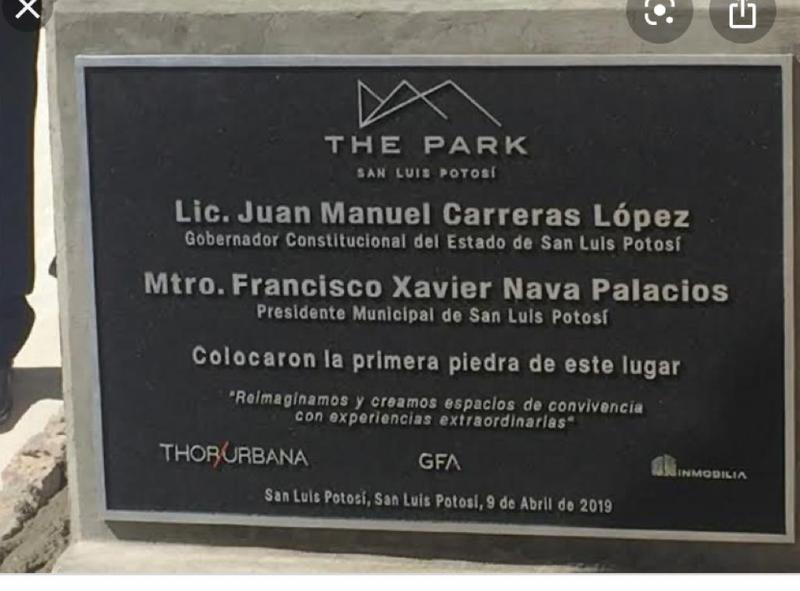 THE PARK
SAN LUIS POTOSÍ
Lic. Juan Manuel Carreras López
Gobernador Constitucional del Estado de San Luis Potosí
Mtro. Francisco Xavier Nava Palacios
Presidente Municipal de San Luis Potosí
Colocaron la primera piedra de este lugar
"Reimaginamos y creamos espacios de convivencia
con experiencias extraordinarias"
THOR URBANA
GFA
INMOBILIA
San Luis Potosí, San Luis Potosí, 9 de Abril de 2019